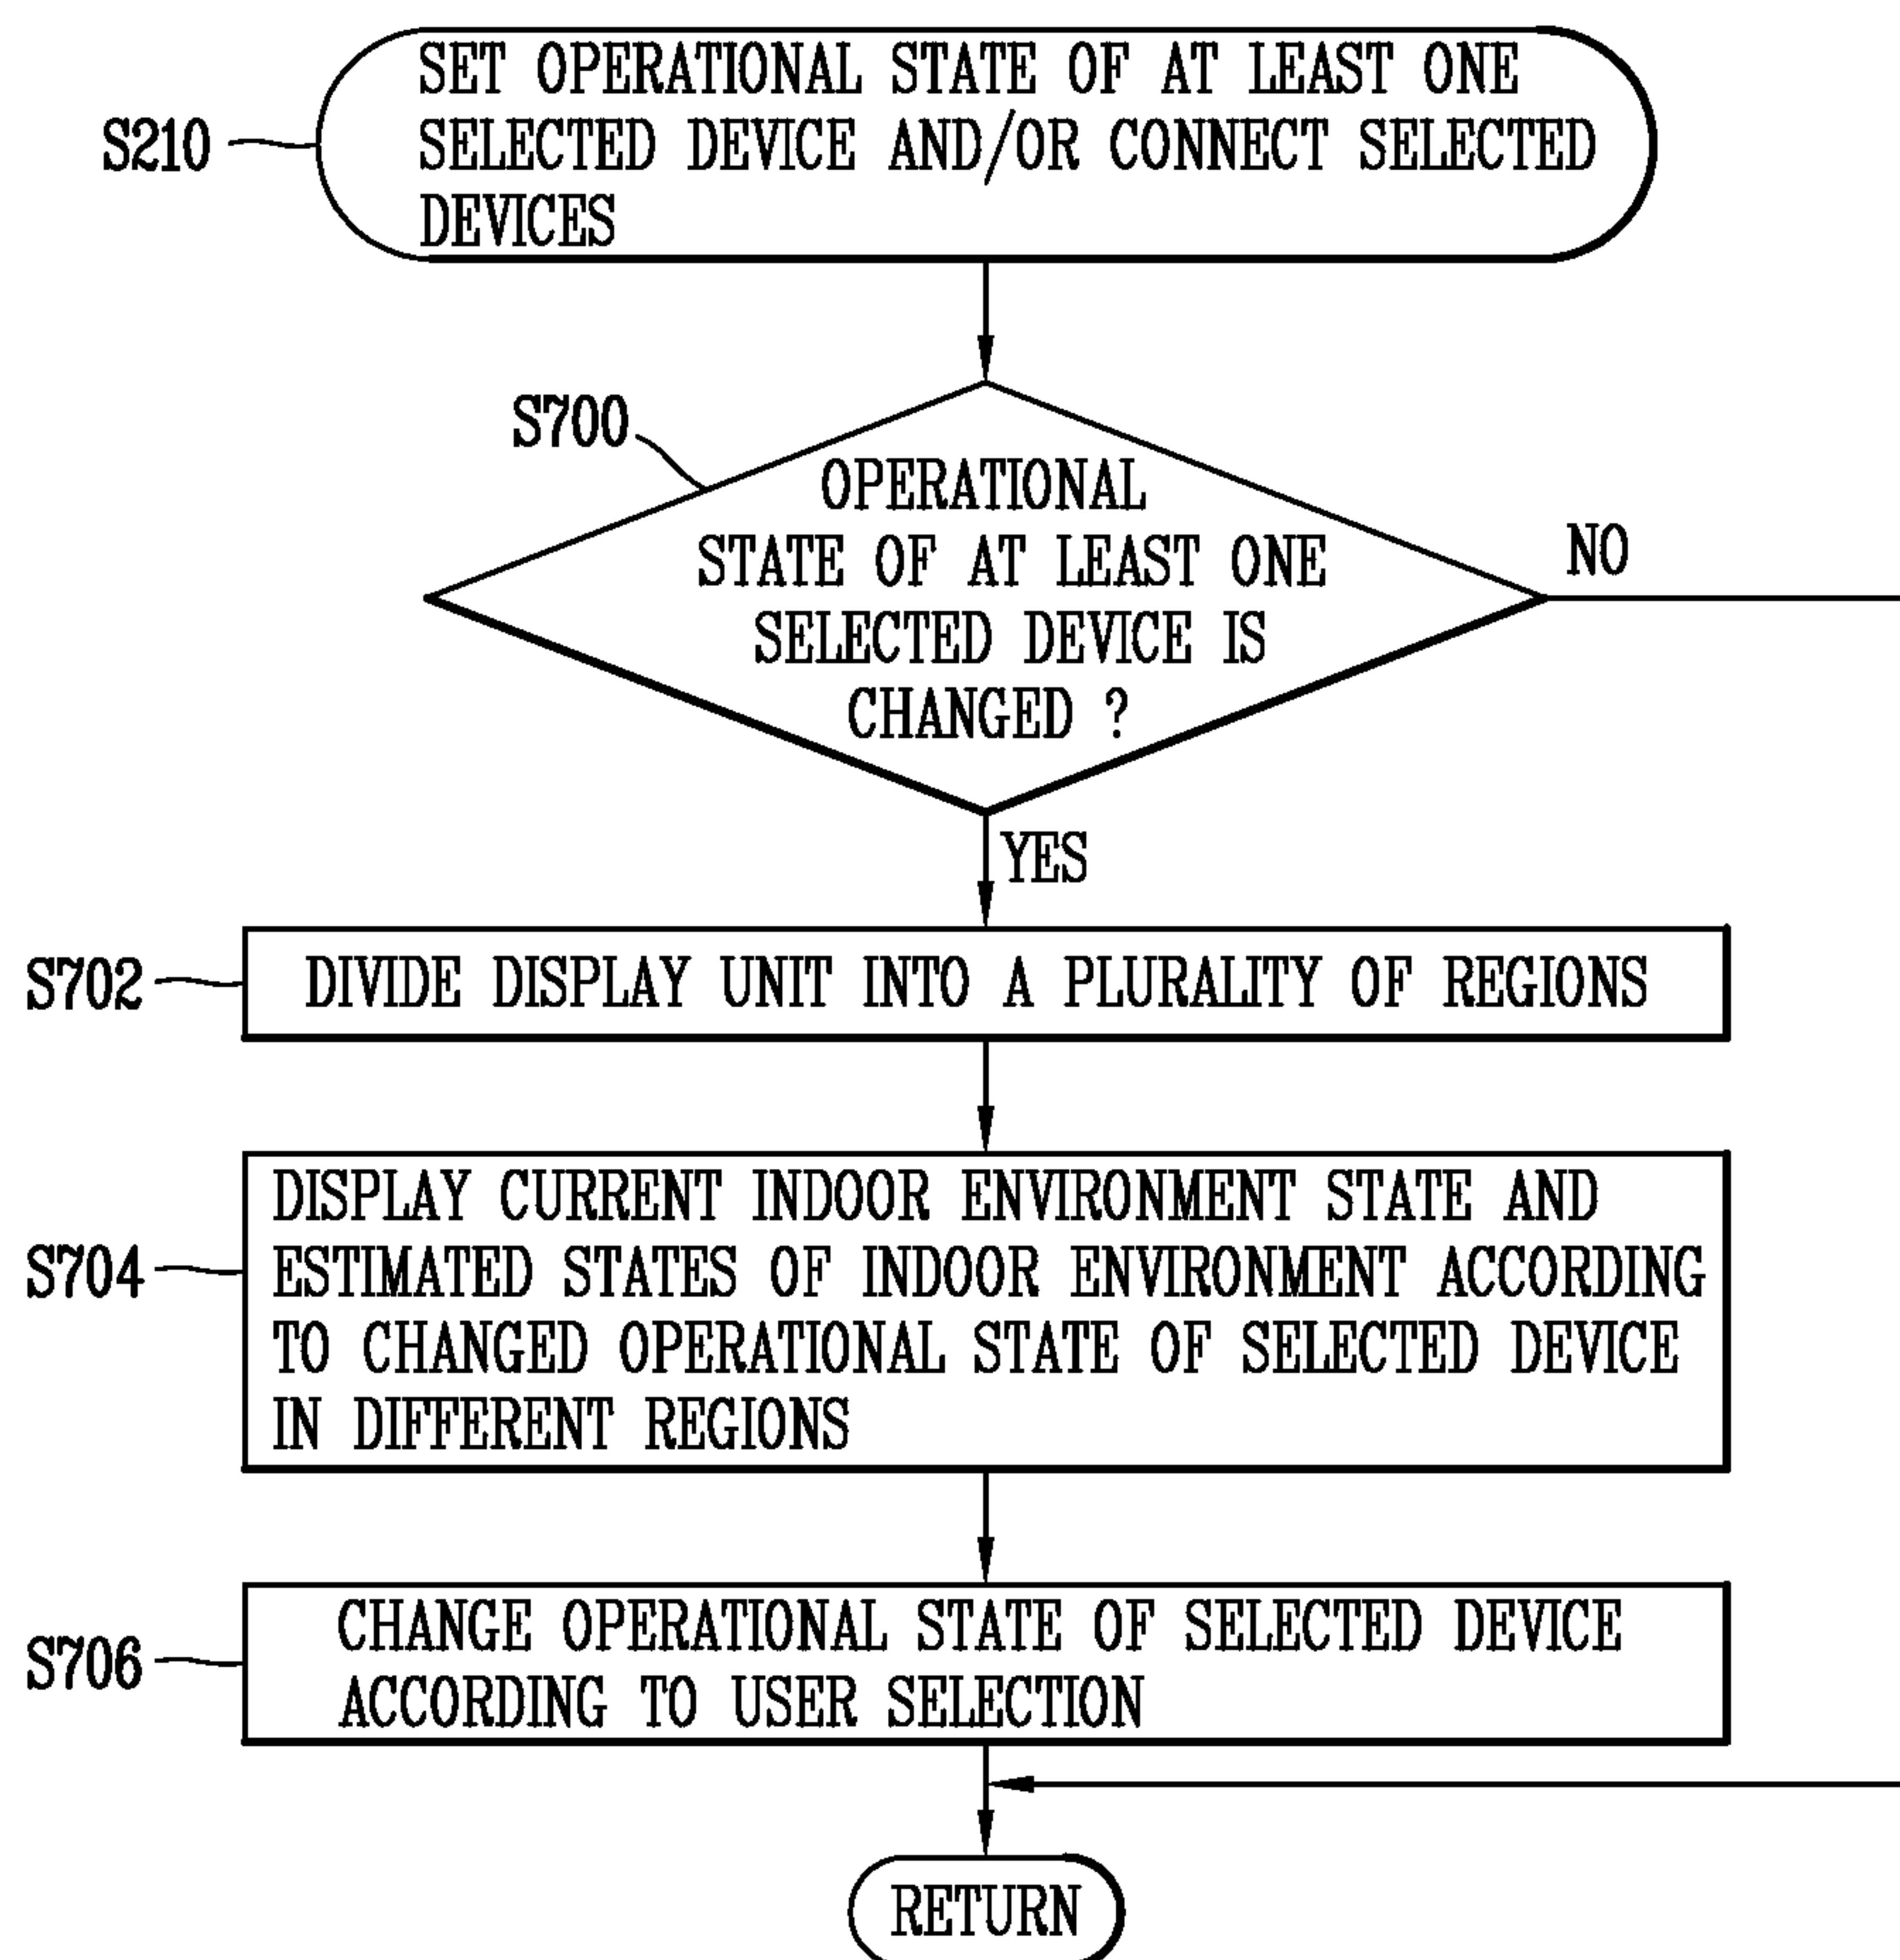 SET OPERATIONAL STATE OF AT LEAST ONE
S210
SELECTED DEVICE AND/OR CONNECT SELECTED
DEVICES
S700
OPERATIONAL
STATE OF AT LEAST ONE
SELECTED DEVICE IS
CHANGED ?
NO
YES
S702
DIVIDE DISPLAY UNIT INTO A PLURALITY OF REGIONS
DISPLAY CURRENT INDOOR ENVIRONMENT STATE AND
S704
ESTIMATED STATES OF INDOOR ENVIRONMENT ACCORDING
TO CHANGED OPERATIONAL STATE OF SELECTED DEVICE
IN DIFFERENT REGIONS
S706
CHANGE OPERATIONAL STATE OF SELECTED DEVICE
ACCORDING TO USER SELECTION
RETURN